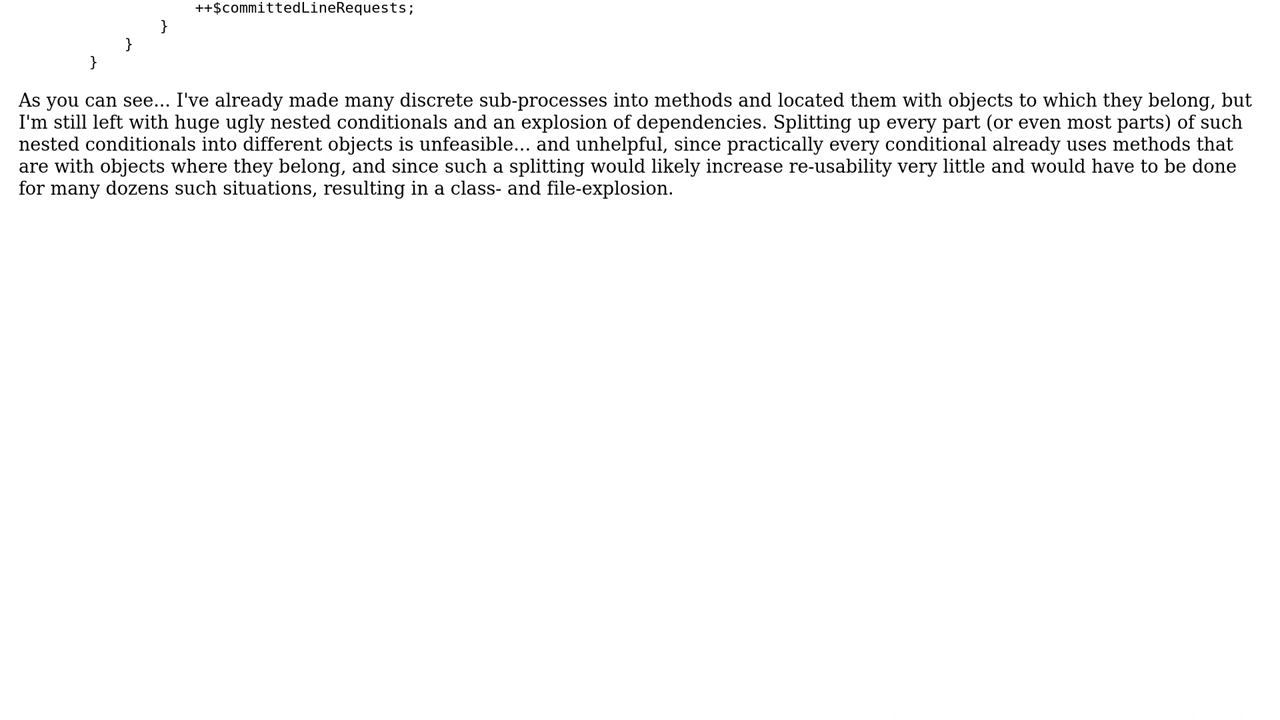 ++$committedLineRequests;
}
}
}
As you can see... I've already made many discrete sub-processes into methods and located them with objects to which they belong, but
I'm still left with huge ugly nested conditionals and an explosion of dependencies. Splitting up every part (or even most parts) of such
nested conditionals into different objects is unfeasible... and unhelpful, since practically every conditional already uses methods that
are with objects where they belong, and since such a splitting would likely increase re-usability very little and would have to be done
for many dozens such situations, resulting in a class- and file-explosion.